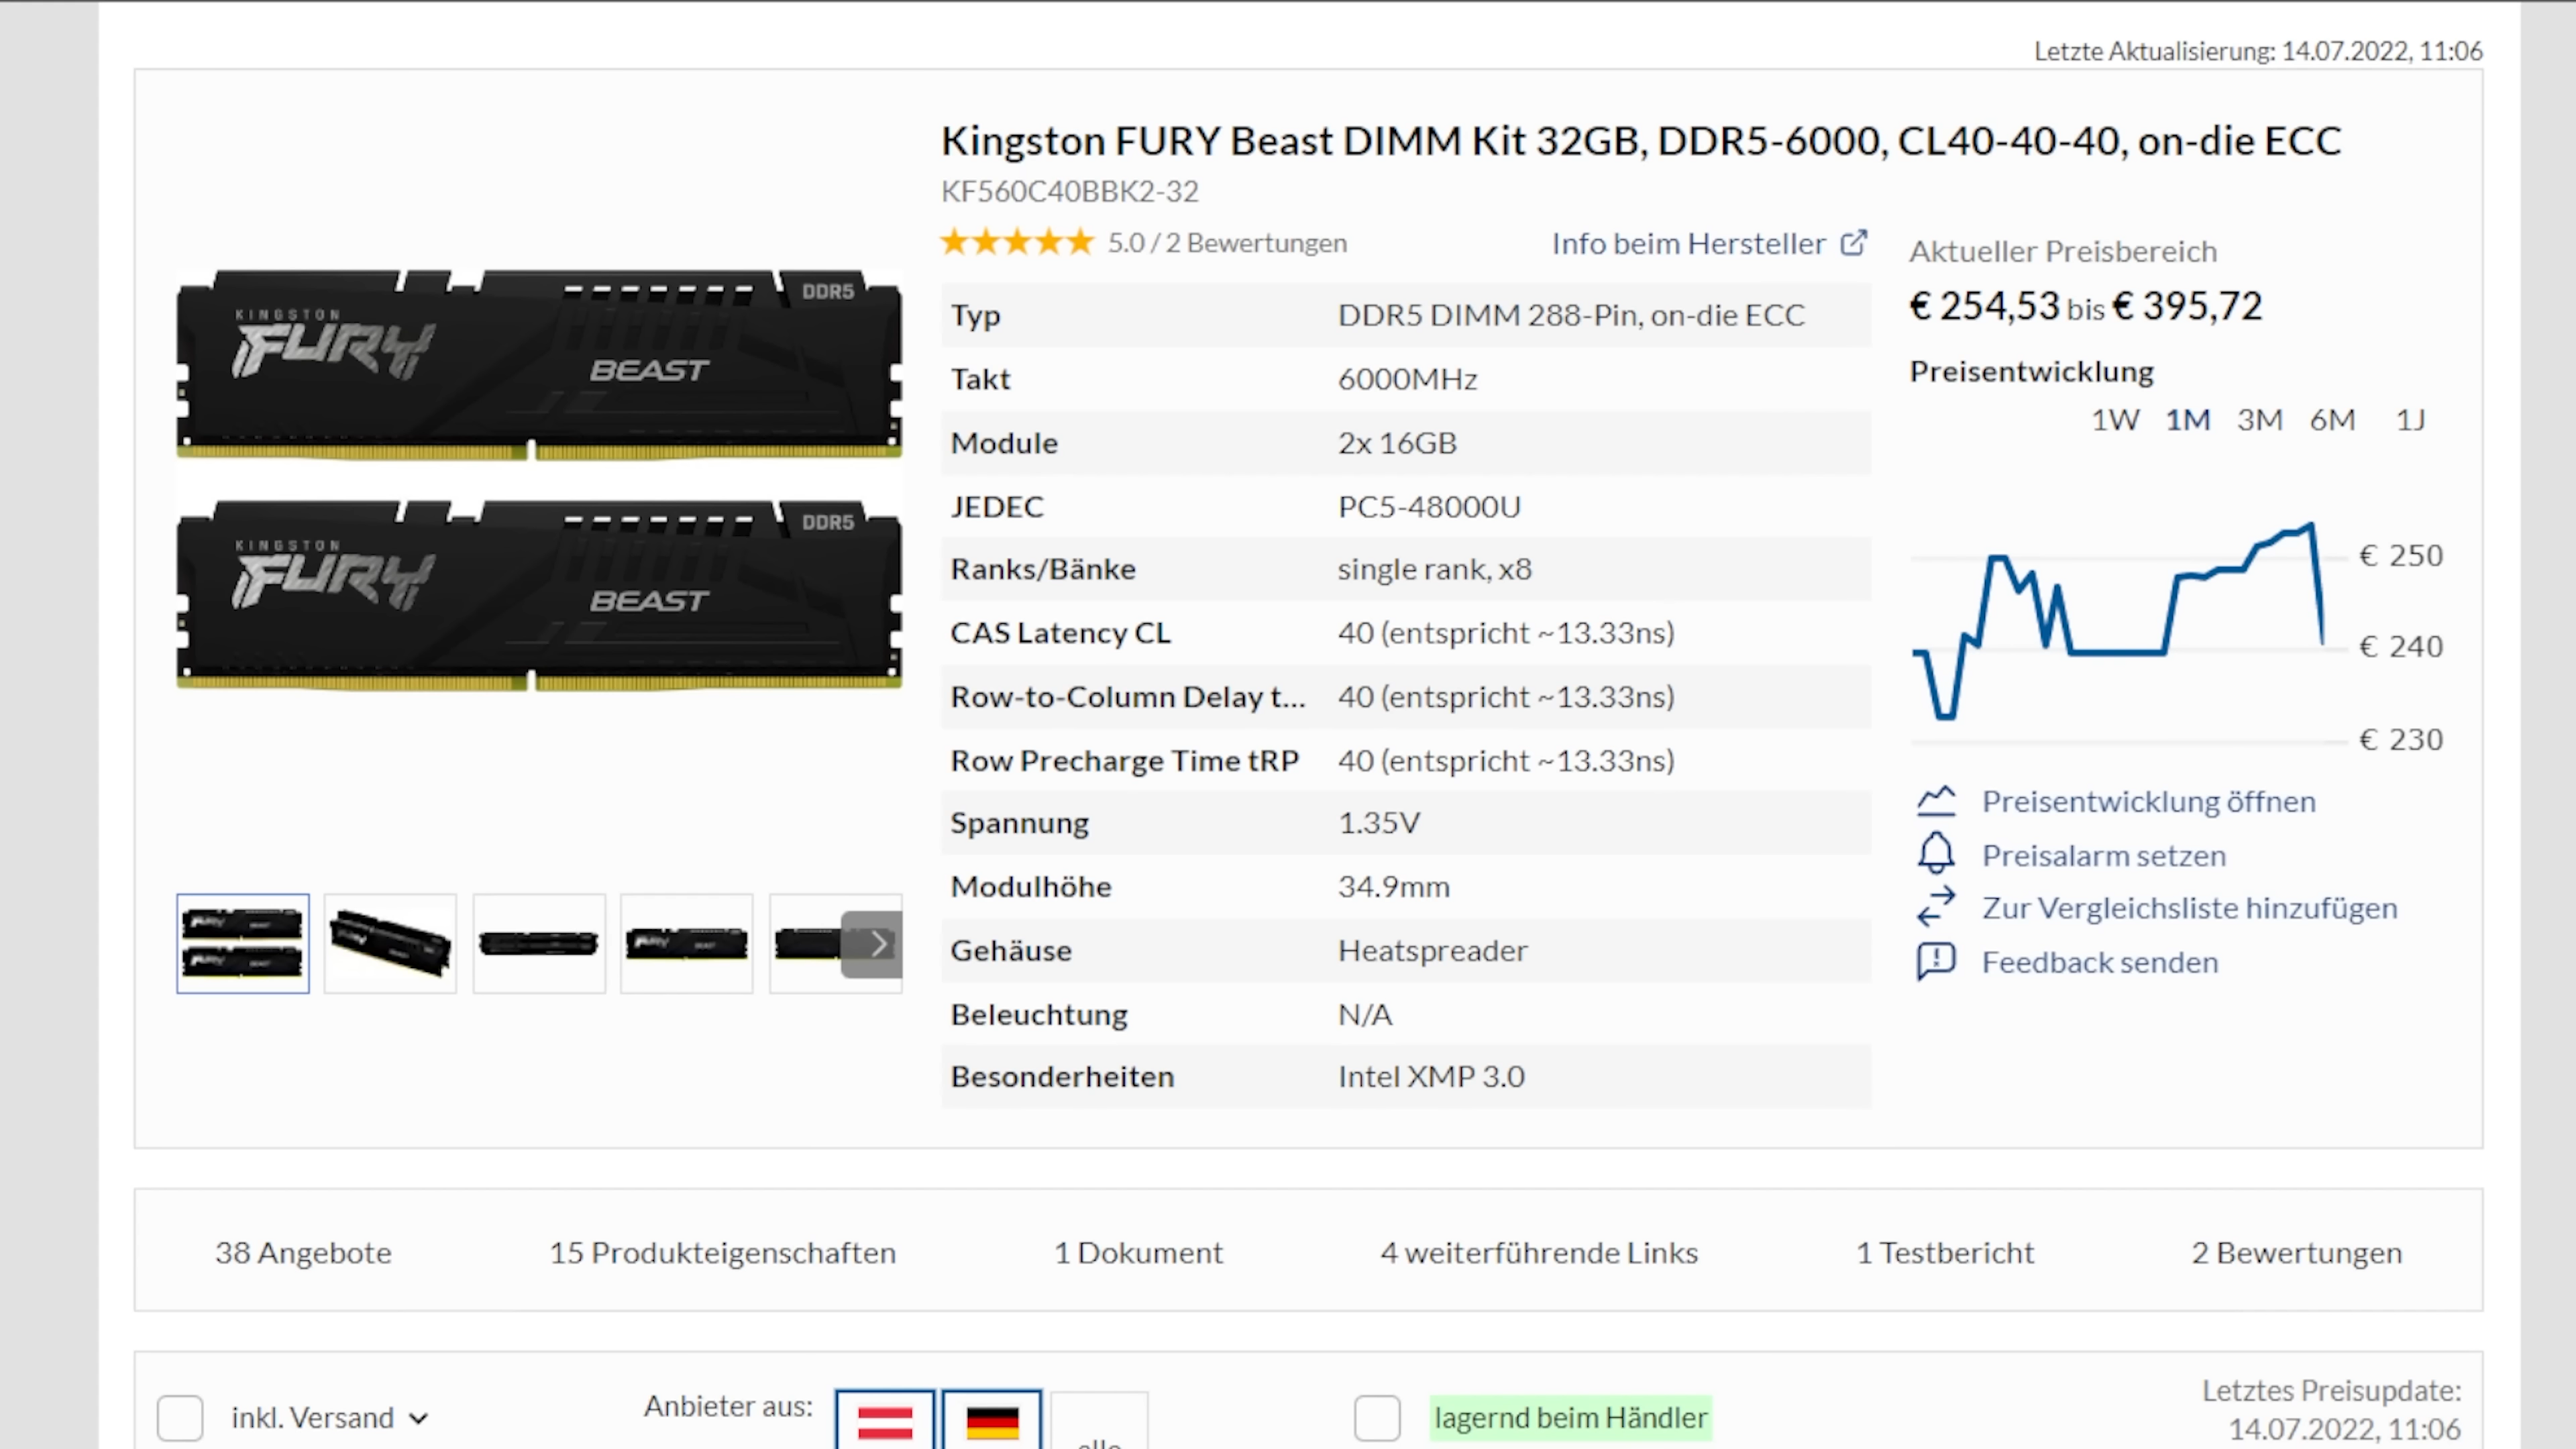 Letzte Aktualisierung: 14.07.2022, 11:06
Kingston FURY Beast DIMM Kit 32GB, DDR5-6000, CL40-40-40, on-die ECC
KF560C40BBK2-32
5.0 / 2 Bewertungen
Info beim Hersteller
KINGSTON
FURY
BEAST
DDR5
KINGSTON
FURY
BEAST
DDR5
Typ DDR5 DIMM 288-Pin, on-die ECC
Takt 6000MHz
Module 2x 16GB
JEDEC PC5-48000U
Ranks/Bänke single rank, x8
CAS Latency CL 40 (entspricht ~13.33ns)
Row-to-Column Delay t... 40 (entspricht ~13.33ns)
Row Precharge Time tRP 40 (entspricht ~13.33ns)
Spannung 1.35V
Modulhöhe 34.9mm
Gehäuse Heatspreader
Beleuchtung N/A
Besonderheiten Intel XMP 3.0
Aktueller Preisbereich
€ 254,53 bis € 395,72
Preisentwicklung
1W 1M 3M 6M 1J
€ 250
€ 240
€ 230
Preisentwicklung öffnen
Preisalarm setzen
Zur Vergleichsliste hinzufügen
Feedback senden
38 Angebote 15 Produkteigenschaften 1 Dokument 4 weiterführende Links 1 Testbericht 2 Bewertungen
inkl. Versand
Anbieter aus:
lagernd beim Händler
Letztes Preisupdate:
14.07.2022, 11:06